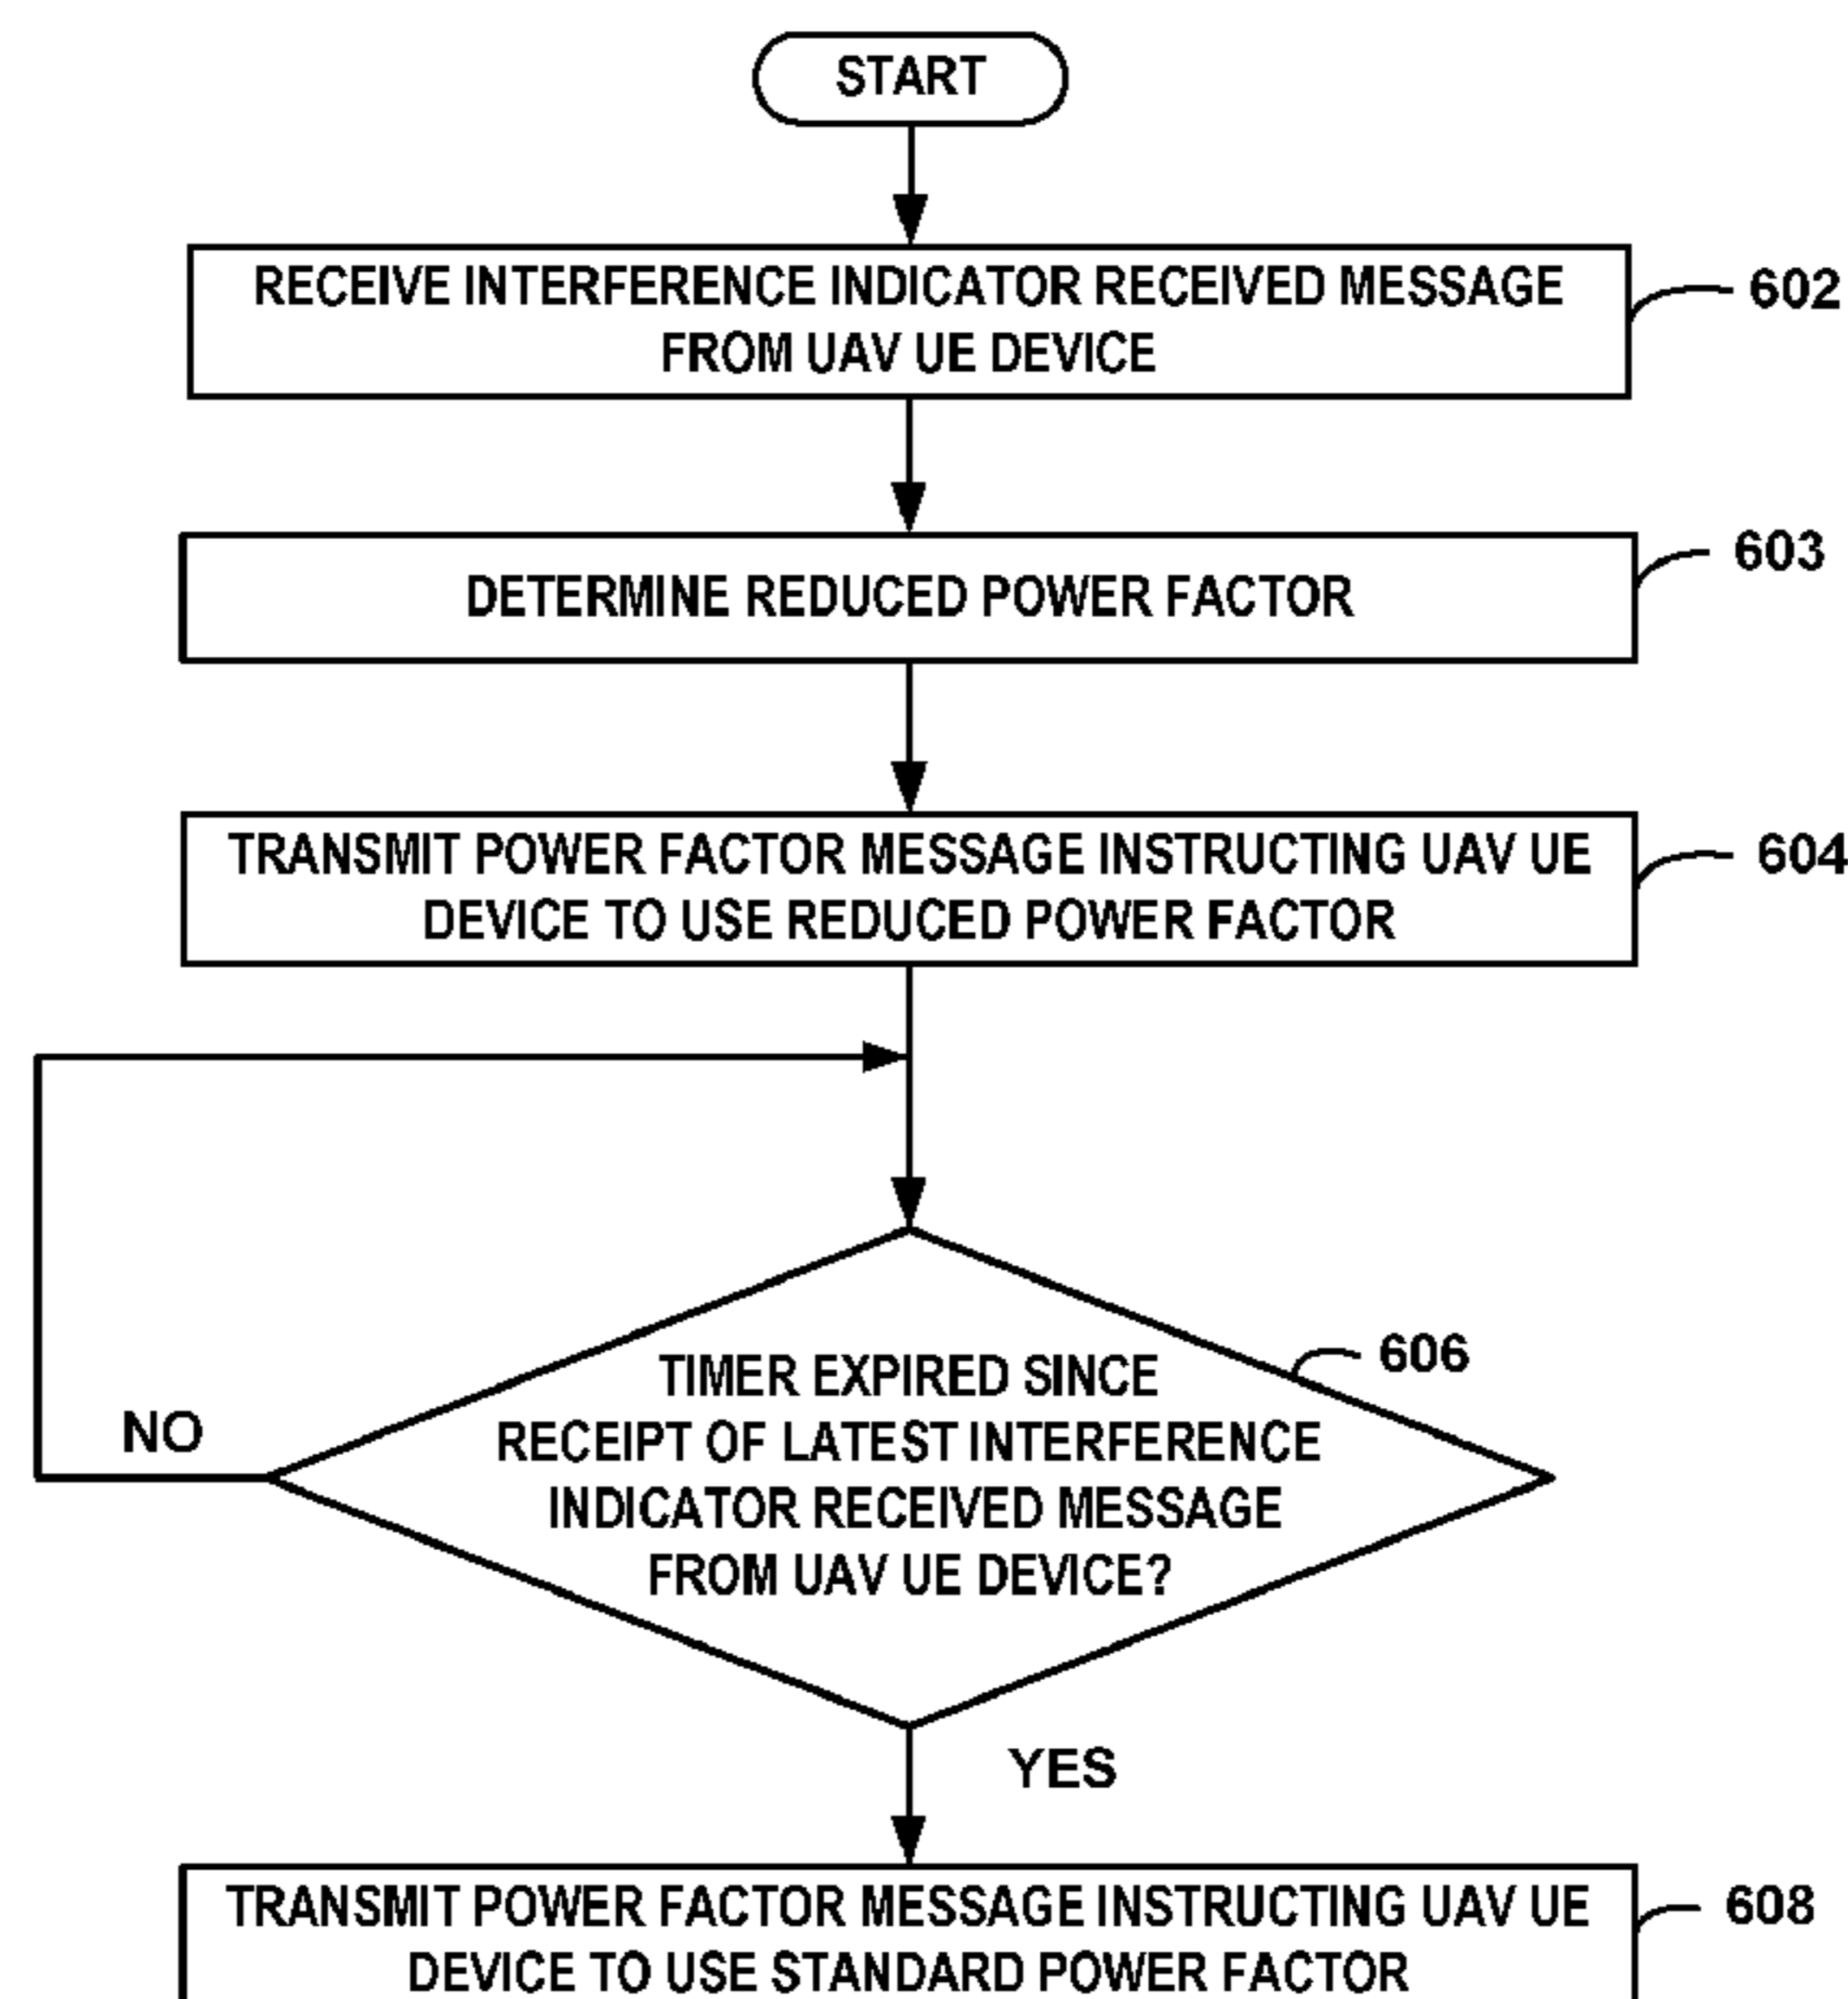 START
RECEIVE INTERFERENCE INDICATOR RECEIVED MESSAGE
FROM UAV UE DEVICE
602
DETERMINE REDUCED POWER FACTOR
603
TRANSMIT POWER FACTOR MESSAGE INSTRUCTING UAV UE
DEVICE TO USE REDUCED POWER FACTOR
604
TIMER EXPIRED SINCE
RECEIPT OF LATEST INTERFERENCE
INDICATOR RECEIVED MESSAGE
FROM UAV UE DEVICE?
606
NO
YES
TRANSMIT POWER FACTOR MESSAGE INSTRUCTING UAV UE
DEVICE TO USE STANDARD POWER FACTOR
608